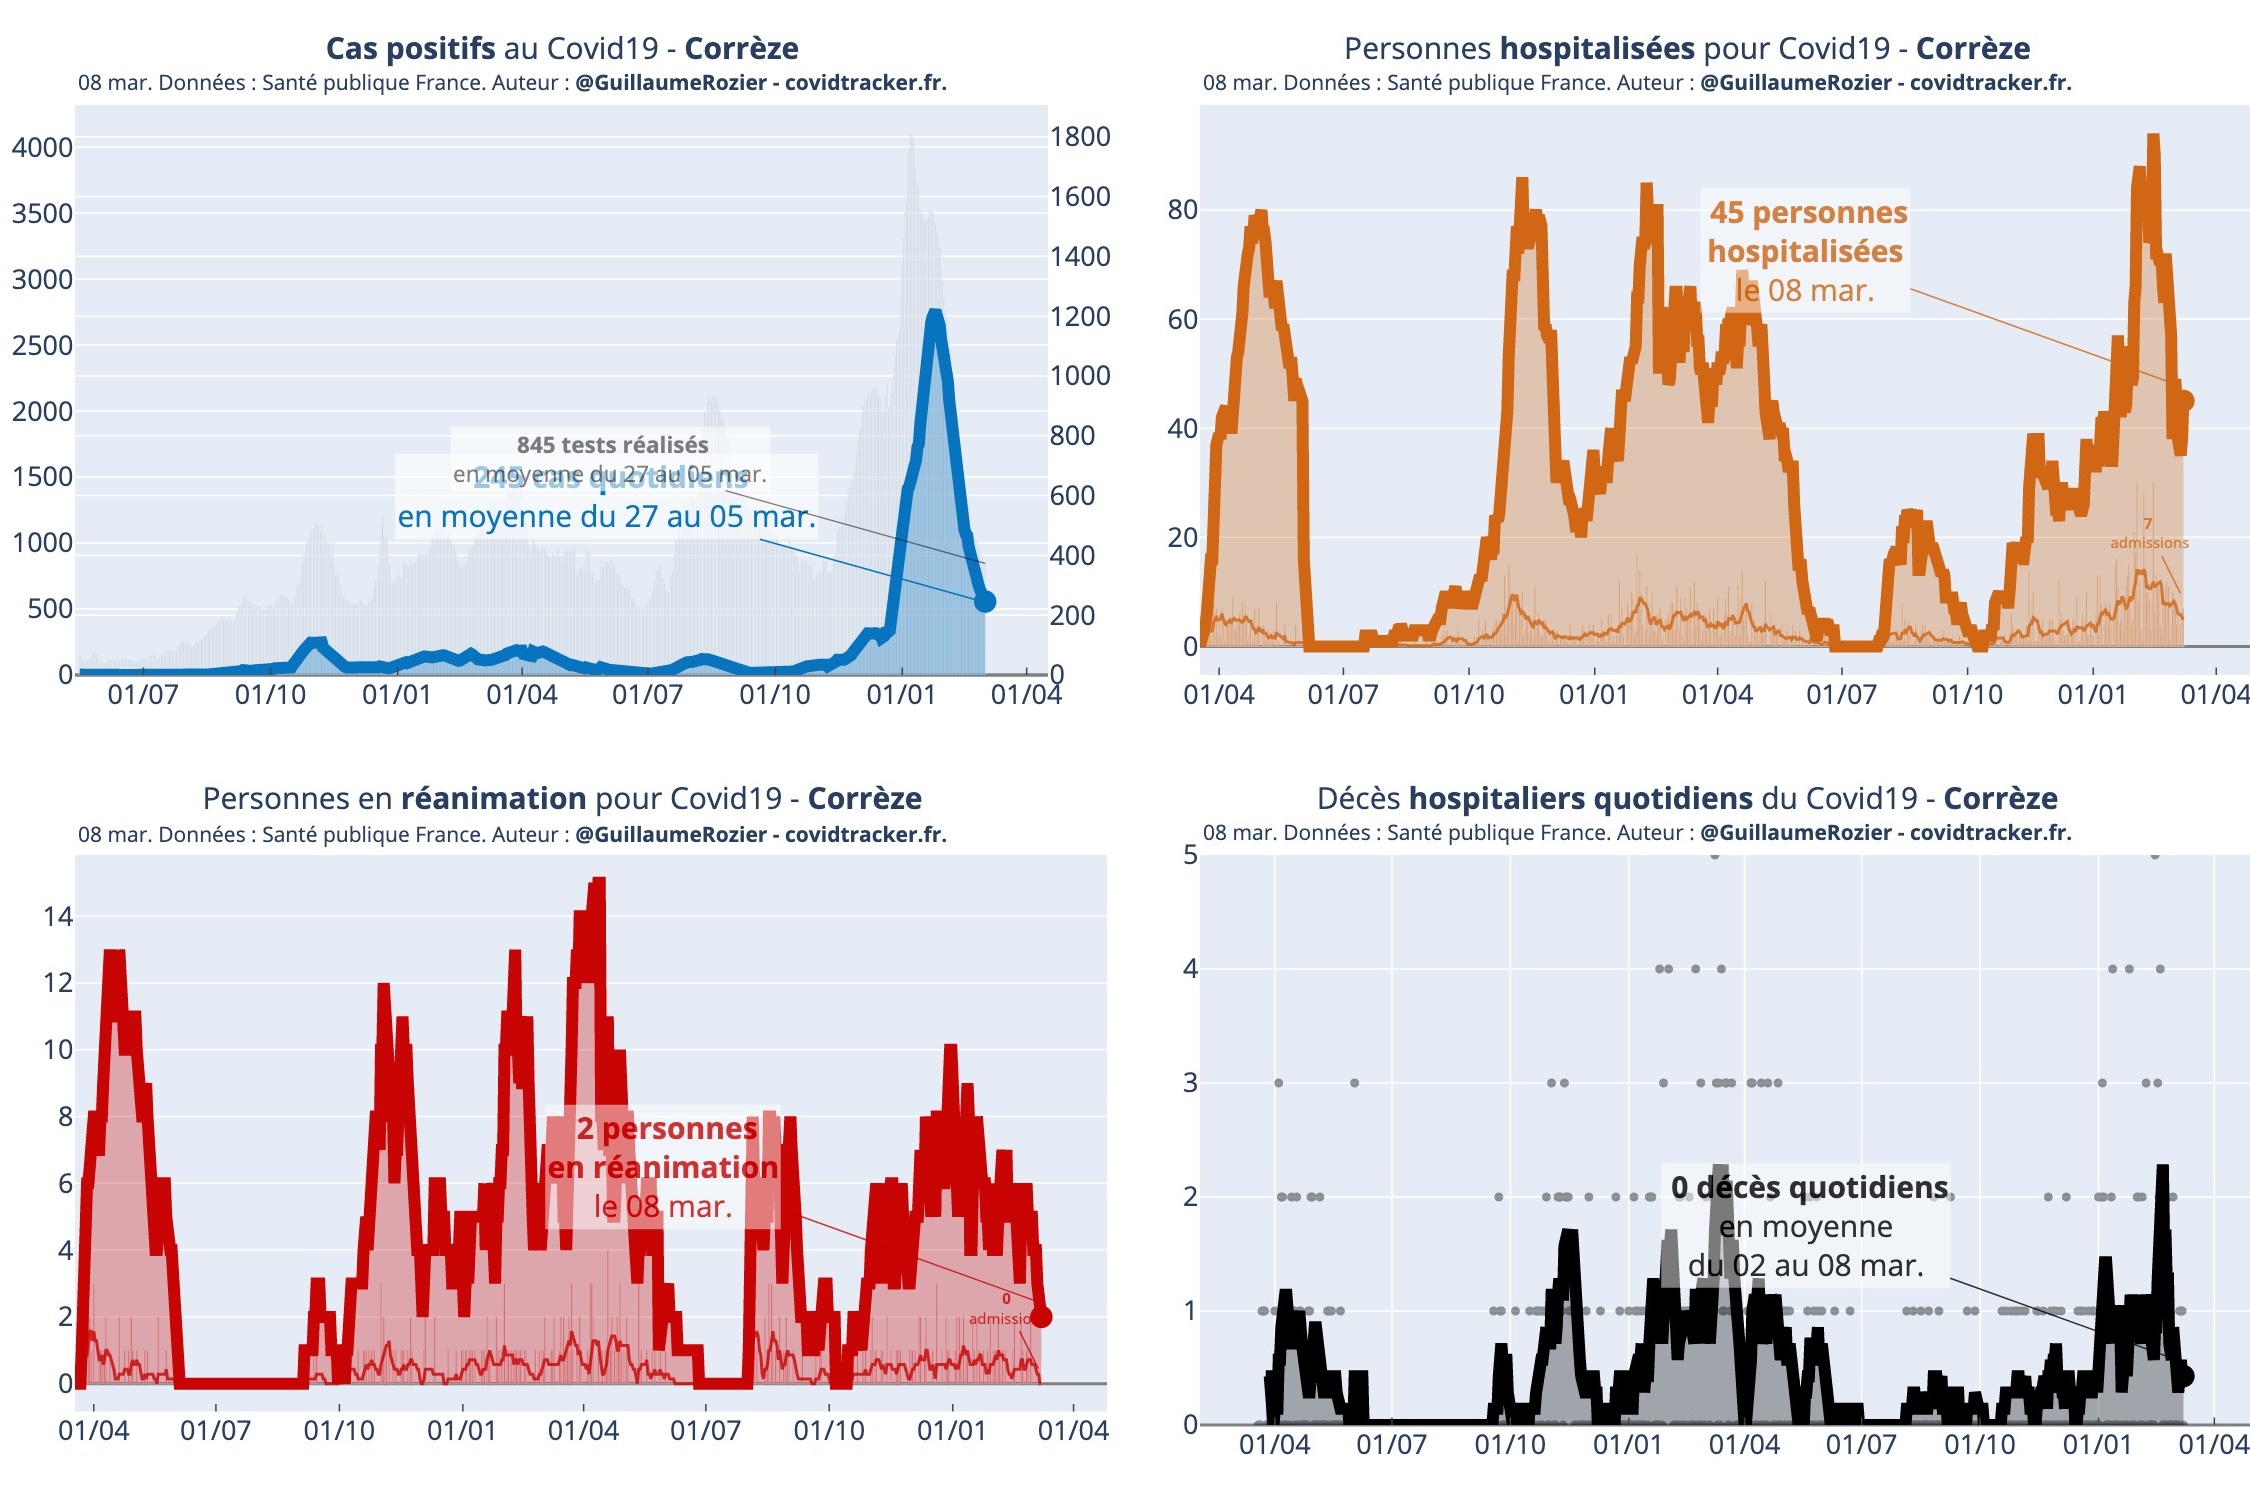 Cas positifs au Covid19 - Corrèze
08 mar. Données : Santé publique France. Auteur : @GuillaumeRozier - covidtracker.fr.
4000
3500
3000
2500
2000
1500
1000
500
0
1800
1600
1400
1200
1000
800
600
400
200
0
845 tests réalisés
en moyenne du 27 au 05 mar.
245 cas quotidiens
en moyenne du 27 au 05 mar.
01/07 01/10 01/01 01/04 01/07 01/10 01/01 01/04
Personnes hospitalisées pour Covid19 - Corrèze
08 mar. Données : Santé publique France. Auteur : @GuillaumeRozier - covidtracker.fr.
80
60
40
20
0
45 personnes
hospitalisées
le 08 mar.
7
admissions
01/04 01/07 01/10 01/01 01/04 01/07 01/10 01/01 01/04
Personnes en réanimation pour Covid19 - Corrèze
08 mar. Données : Santé publique France. Auteur : @GuillaumeRozier - covidtracker.fr.
14
12
10
8
6
4
2
0
2 personnes
en réanimation
le 08 mar.
0
admissio
01/04 01/07 01/10 01/01 01/04 01/07 01/10 01/01 01/04
Décès hospitaliers quotidiens du Covid19 - Corrèze
08 mar. Données : Santé publique France. Auteur : @GuillaumeRozier - covidtracker.fr.
5
4
3
2
1
0
0 décès quotidiens
en moyenne
du 02 au 08 mar.
01/04 01/07 01/10 01/01 01/04 01/07 01/10 01/01 01/04